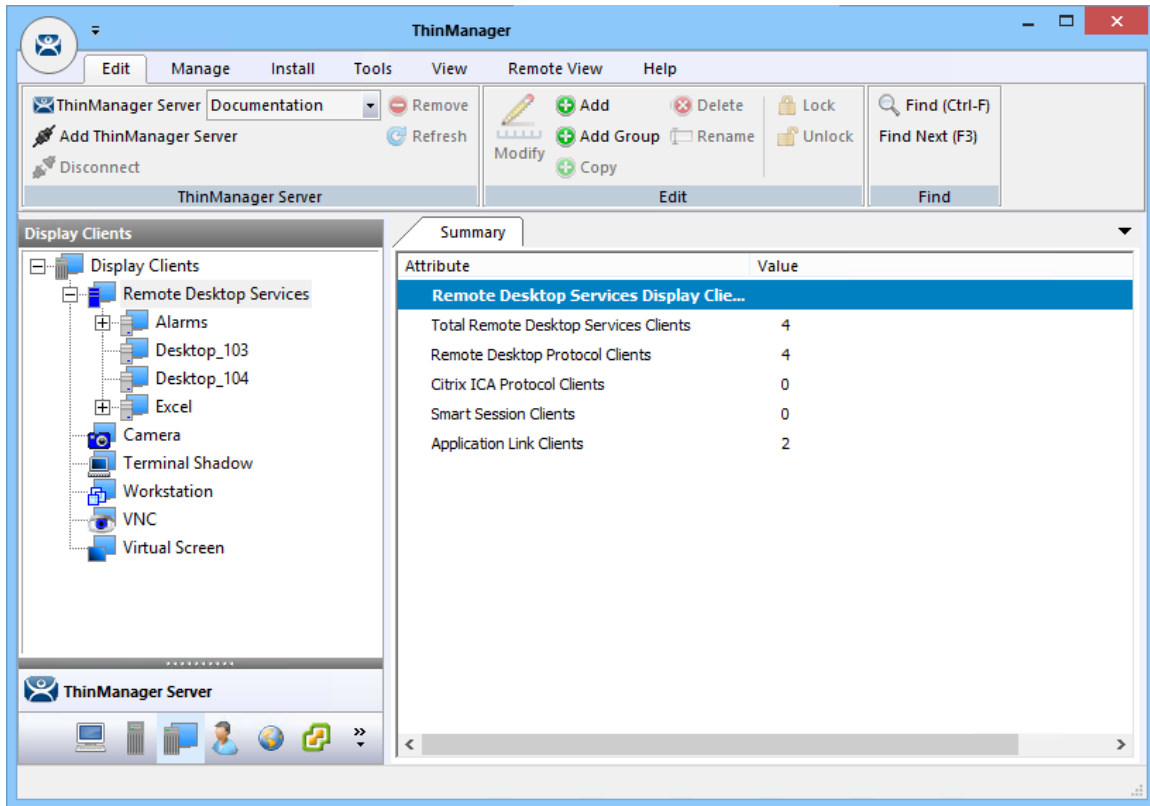 ThinManager
Edit Manage Install Tools View Remote View Help
ThinManager Server Documentation Remove
Add ThinManager Server Refresh
Disconnect
ThinManager Server
Modify
Add Delete Lock
Add Group Rename Unlock
Copy
Edit
Find (Ctrl-F)
Find Next (F3)
Find
Display Clients
Display Clients
Remote Desktop Services
Alarms
Desktop_103
Desktop_104
Excel
Camera
Terminal Shadow
Workstation
VNC
Virtual Screen
ThinManager Server
Summary
Attribute Value
Remote Desktop Services Display Clie...
Total Remote Desktop Services Clients 4
Remote Desktop Protocol Clients 4
Citrix ICA Protocol Clients 0
Smart Session Clients 0
Application Link Clients 2